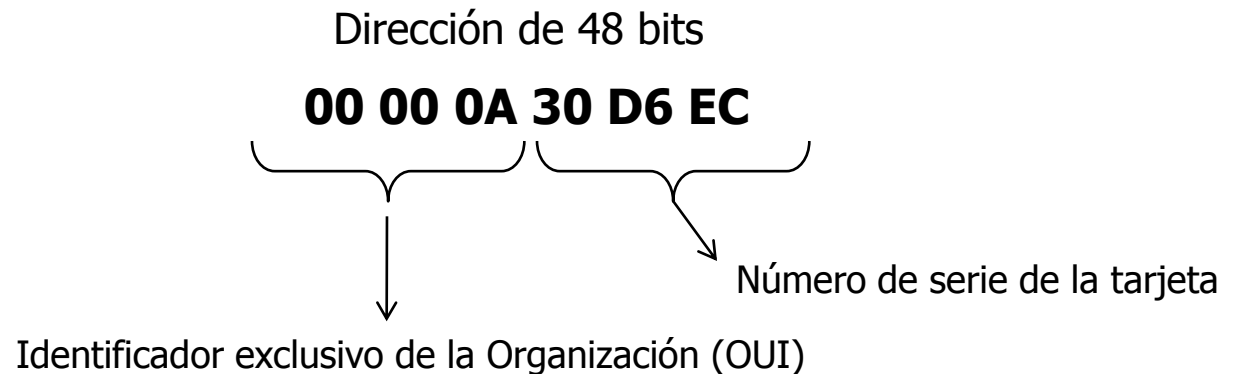 Dirección de 48 bits
00 00 0A 30 D6 EC
Número de serie de la tarjeta
Identificador exclusivo de la Organización (OUI)